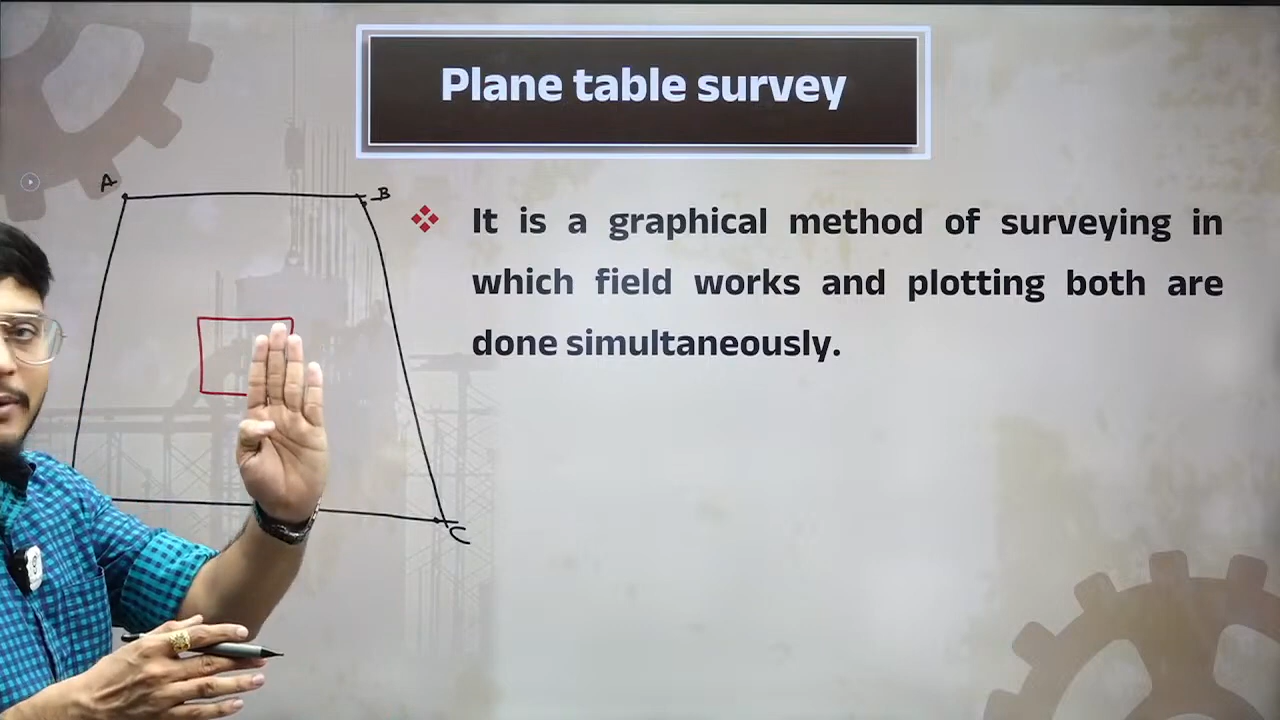 Plane table survey
A
B
It is a graphical method of surveying in
which field works and plotting both are
done simultaneously.
C